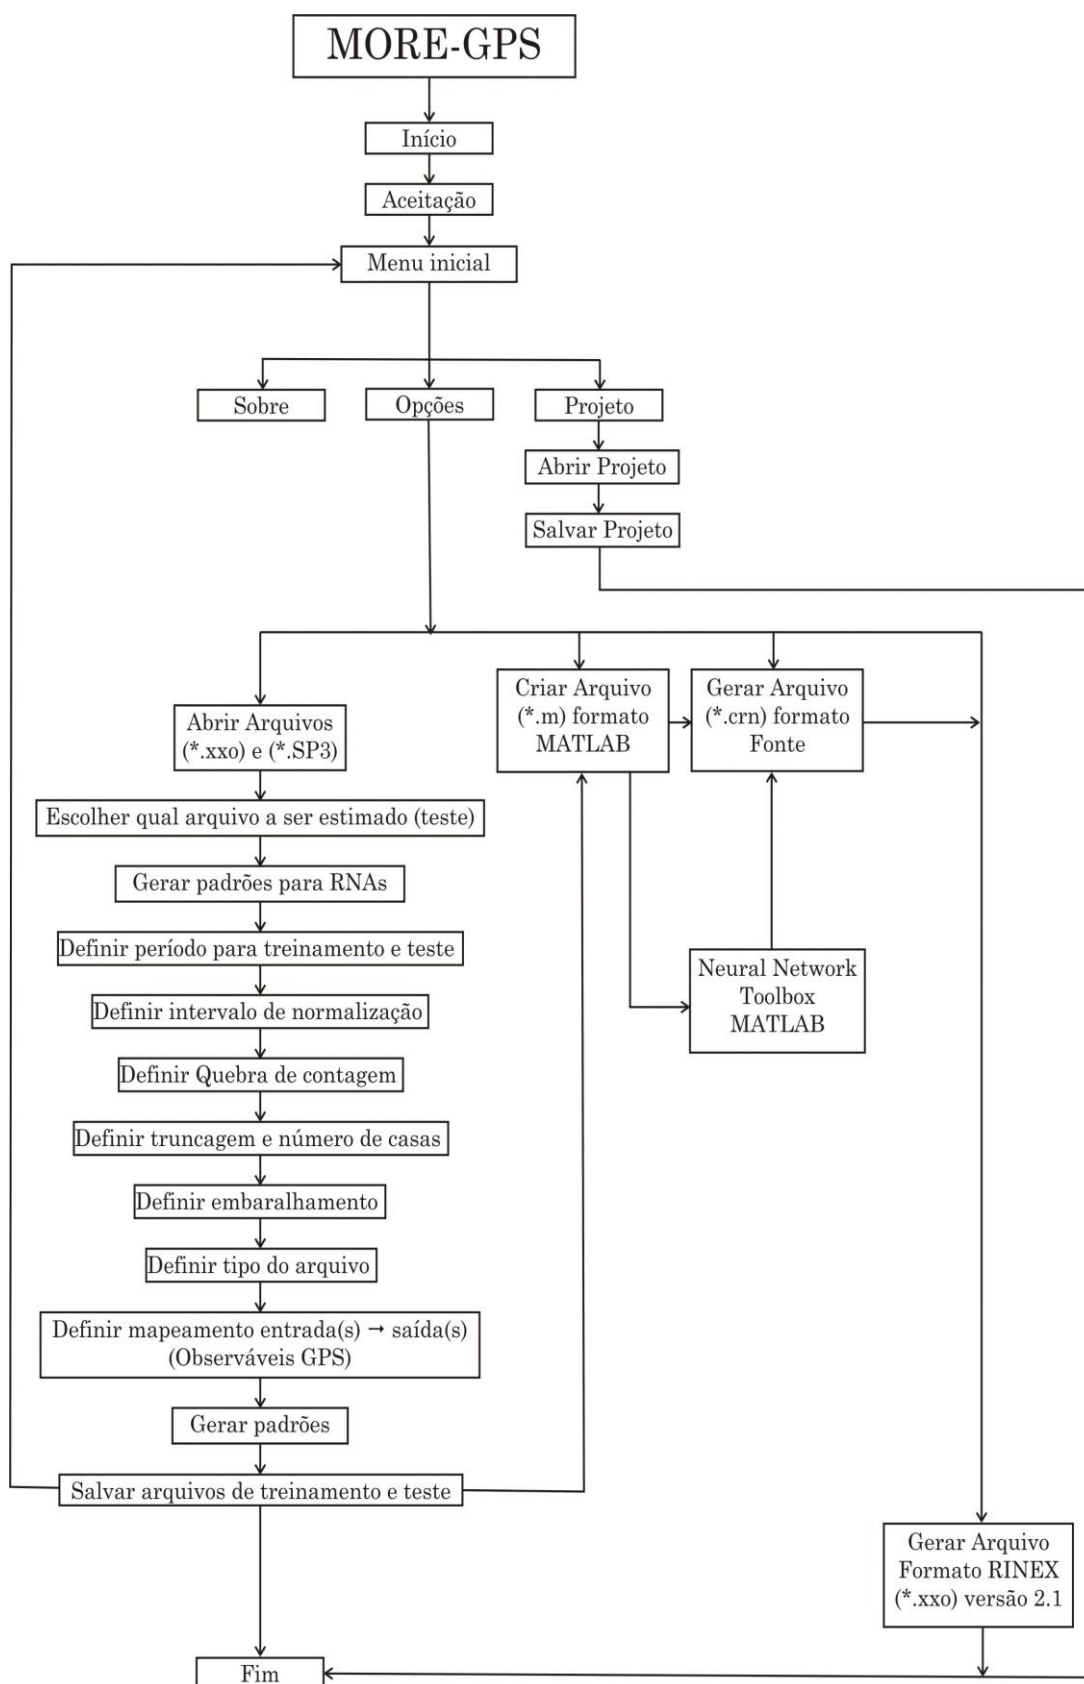 MORE-GPS
Início
Aceitação
Menu inicial
Sobre
Opções
Projeto
Abrir Projeto
Salvar Projeto
Abrir Arquivos
(*.xxo) e (*.SP3)
Criar Arquivo
(*.m) formato
MATLAB
Gerar Arquivo
(*.crn) formato
Fonte
Escolher qual arquivo a ser estimado (teste)
Gerar padrões para RNAs
Definir período para treinamento e teste
Definir intervalo de normalização
Definir Quebra de contagem
Definir truncagem e número de casas
Definir embaralhamento
Definir tipo do arquivo
Definir mapeamento entrada(s) → saída(s)
(Observáveis GPS)
Gerar padrões
Salvar arquivos de treinamento e teste
Neural Network
Toolbox
MATLAB
Gerar Arquivo
Formato RINEX
(*.xxo) versão 2.1
Fim